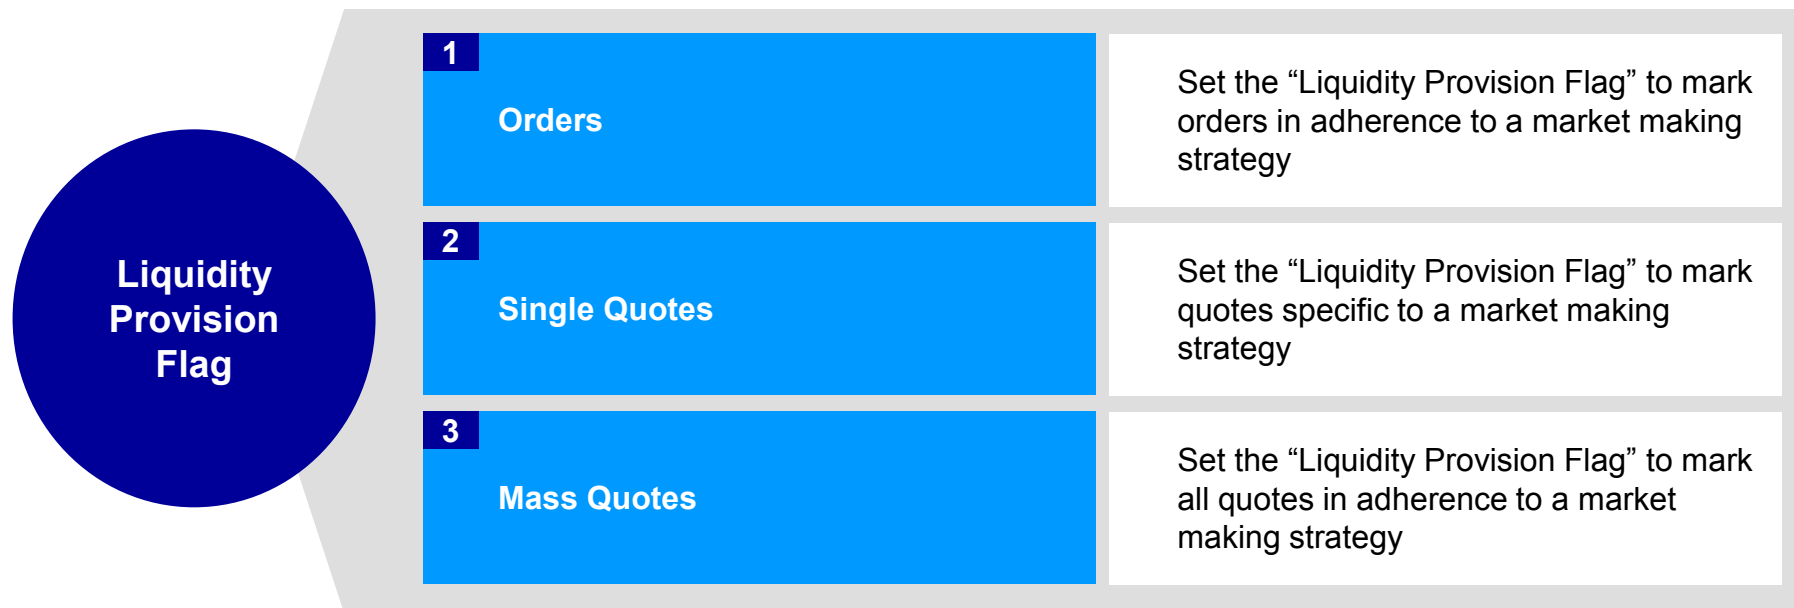 Liquidity
Provision
Flag
1
Orders
Set the “Liquidity Provision Flag” to mark
orders in adherence to a market making
strategy
2
Single Quotes
Set the “Liquidity Provision Flag” to mark
quotes specific to a market making
strategy
3
Mass Quotes
Set the “Liquidity Provision Flag” to mark
all quotes in adherence to a market
making strategy